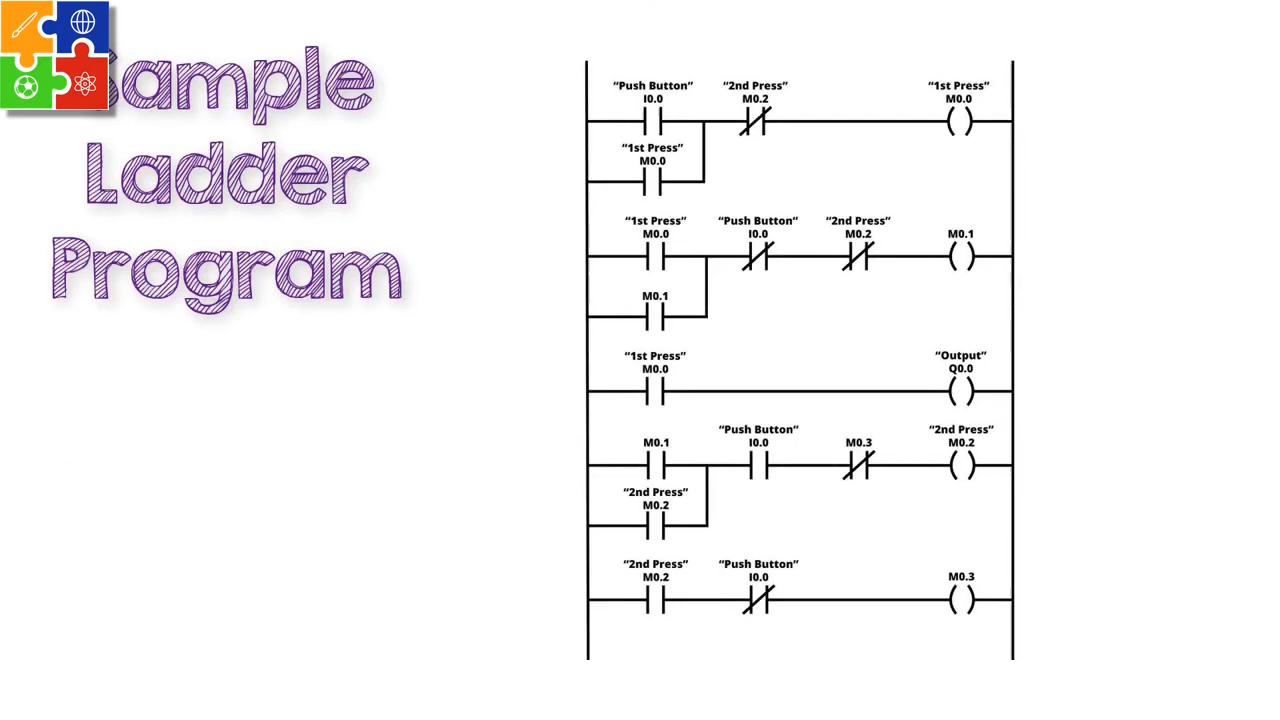 Sample
Ladder
Program
“Push Button” “2nd Press” “1st Press”
I0.0 M0.2 M0.0
“1st Press”
M0.0
“1st Press” “Push Button” “2nd Press”
M0.0 I0.0 M0.2 M0.1
M0.1
“1st Press” “Output”
M0.0 Q0.0
“Push Button” “2nd Press”
M0.1 I0.0 M0.3 M0.2
“2nd Press”
M0.2
“2nd Press” “Push Button”
M0.2 I0.0 M0.3